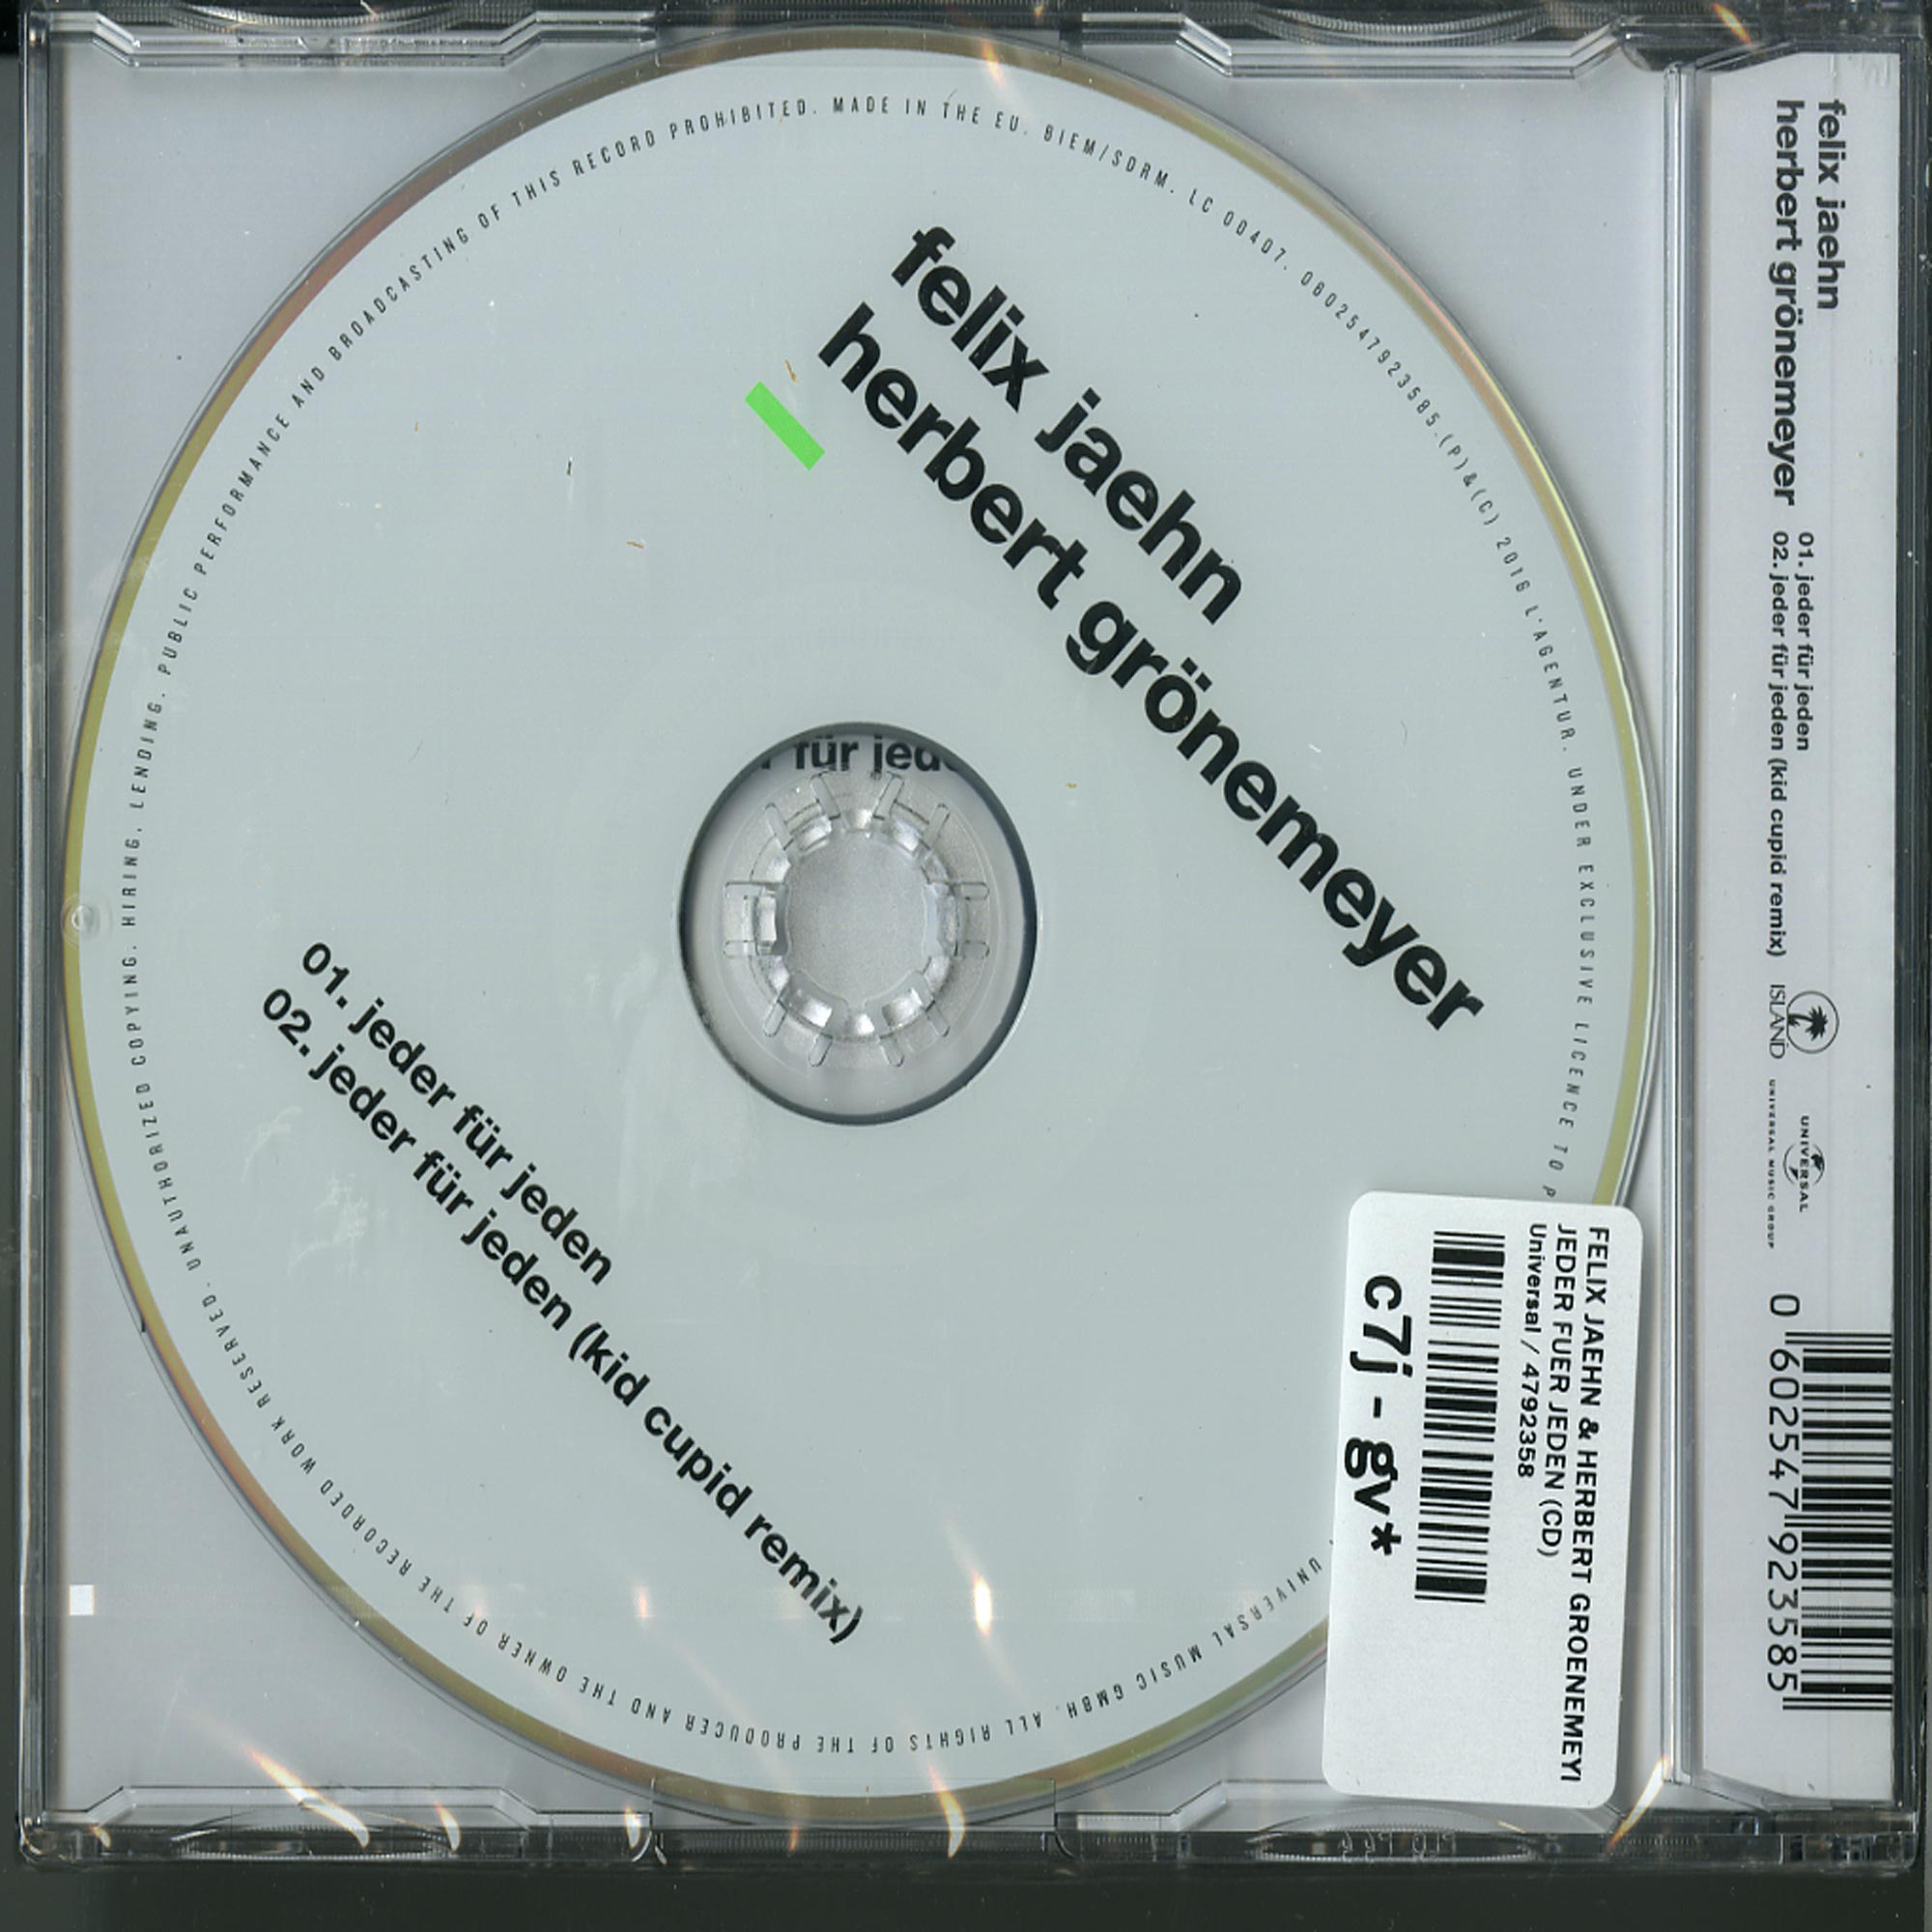 felix jaehn
herbert grönemeyer
01. jeder für jeden
02. jeder für jeden (kid cupid remix)
für jed
UNAUTHORIZED COPYING, HIRING, LENDING, PUBLIC PERFORMANCE AND BROADCASTING OF THIS RECORD PROHIBITED. MADE IN THE EU. BIEM/SDRM. LC 00407. 0602547923585. (P)&(C) 2016 L'AGENTUR. UNDER EXCLUSIVE LICENCE TO
UNIVERSAL MUSIC GMBH. ALL RIGHTS OF THE PRODUCER AND THE OWNER OF THE RECORDED WORK RESERVED.
FELIX JAEHN & HERBERT GROENEMEYI
JEDER FUER JEDEN (CD)
Universal / 4792358
c7j - gv*
felix jaehn
herbert grönemeyer
01. jeder für jeden
02. jeder für jeden (kid cupid remix)
ISLAND
UNIVERSAL
UNIVERSAL MUSIC GROUP
0 602547 923585